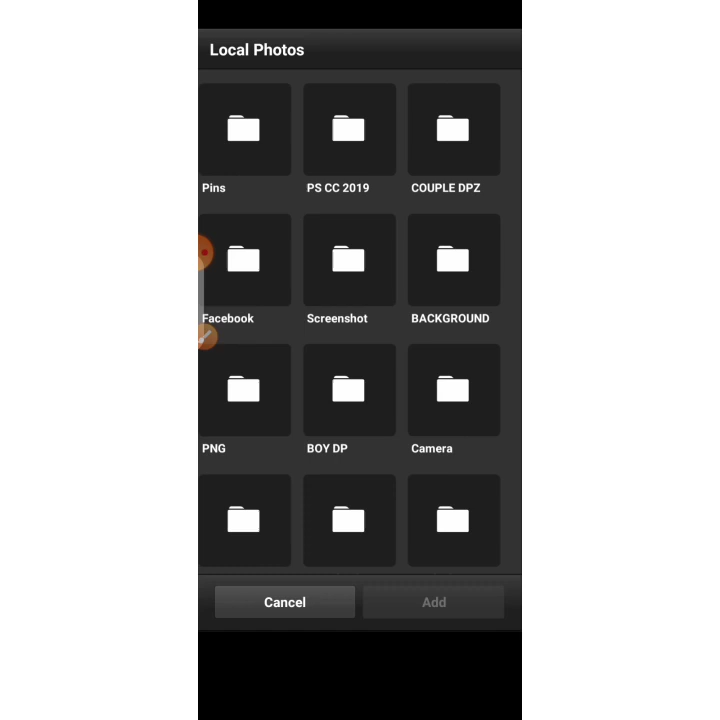 Local Photos
Pins
PS CC 2019
COUPLE DPZ
Facebook
Screenshot
BACKGROUND
PNG
BOY DP
Camera
Cancel
Add